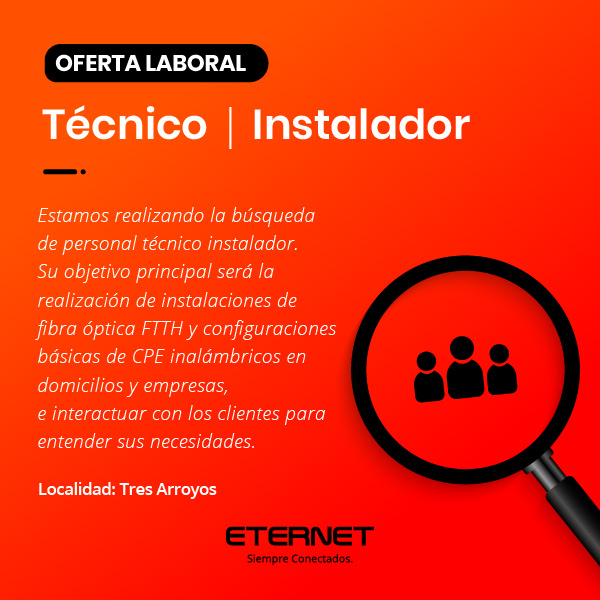 OFERTA LABORAL
Técnico | Instalador
Estamos realizando la búsqueda
de personal técnico instalador.
Su objetivo principal será la
realización de instalaciones de
fibra óptica FTTH y configuraciones
básicas de CPE inalámbricos en
domicilios y empresas,
e interactuar con los clientes para
entender sus necesidades.
Localidad: Tres Arroyos
ETERNET
Siempre Conectados.